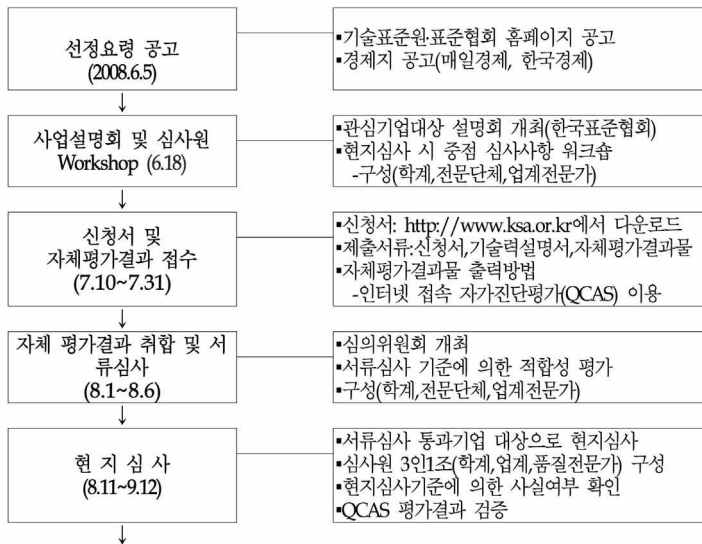 선정요령 공고
(2008.6.5)
▪기술표준원·표준협회 홈페이지 공고
▪경제지 공고(매일경제, 한국경제)
↓
사업설명회 및 심사원
Workshop (6.18)
▪관심기업대상 설명회 개최(한국표준협회)
▪현지심사 시 중점 심사사항 워크숍
-구성(학계,전문단체,업계전문가)
↓
신청서 및
자체평가결과 접수
(7.10~7.31)
▪신청서: http://www.ksa.or.kr에서 다운로드
▪제출서류:신청서,기술력설명서,자체평가결과물
▪자체평가결과물 출력방법
-인터넷 접속 자가진단평가(QCAS) 이용
↓
자체 평가결과 취합 및 서
류심사
(8.1~8.6)
▪심의위원회 개최
▪서류심사 기준에 의한 적합성 평가
▪구성(학계,전문단체,업계전문가)
↓
현 지 심 사
(8.11~9.12)
▪서류심사 통과기업 대상으로 현지심사
▪심사원 3인1조(학계,업계,품질전문가) 구성
▪현지심사기준에 의한 사실여부 확인
▪QCAS 평가결과 검증
↓